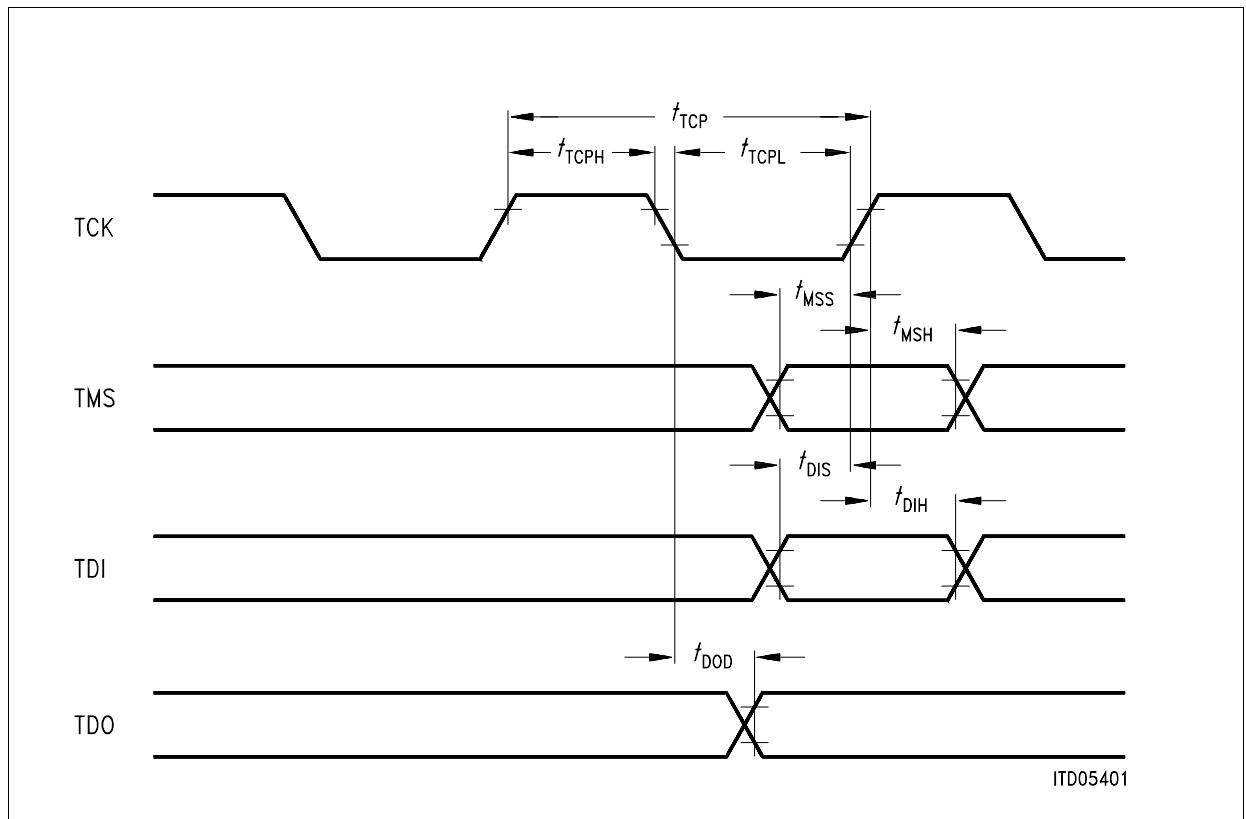 tTCP
tTCPH
tTCPL
TCK
tMSS
tMSH
TMS
tDIS
tDIH
TDI
tDOD
TDO
ITD05401